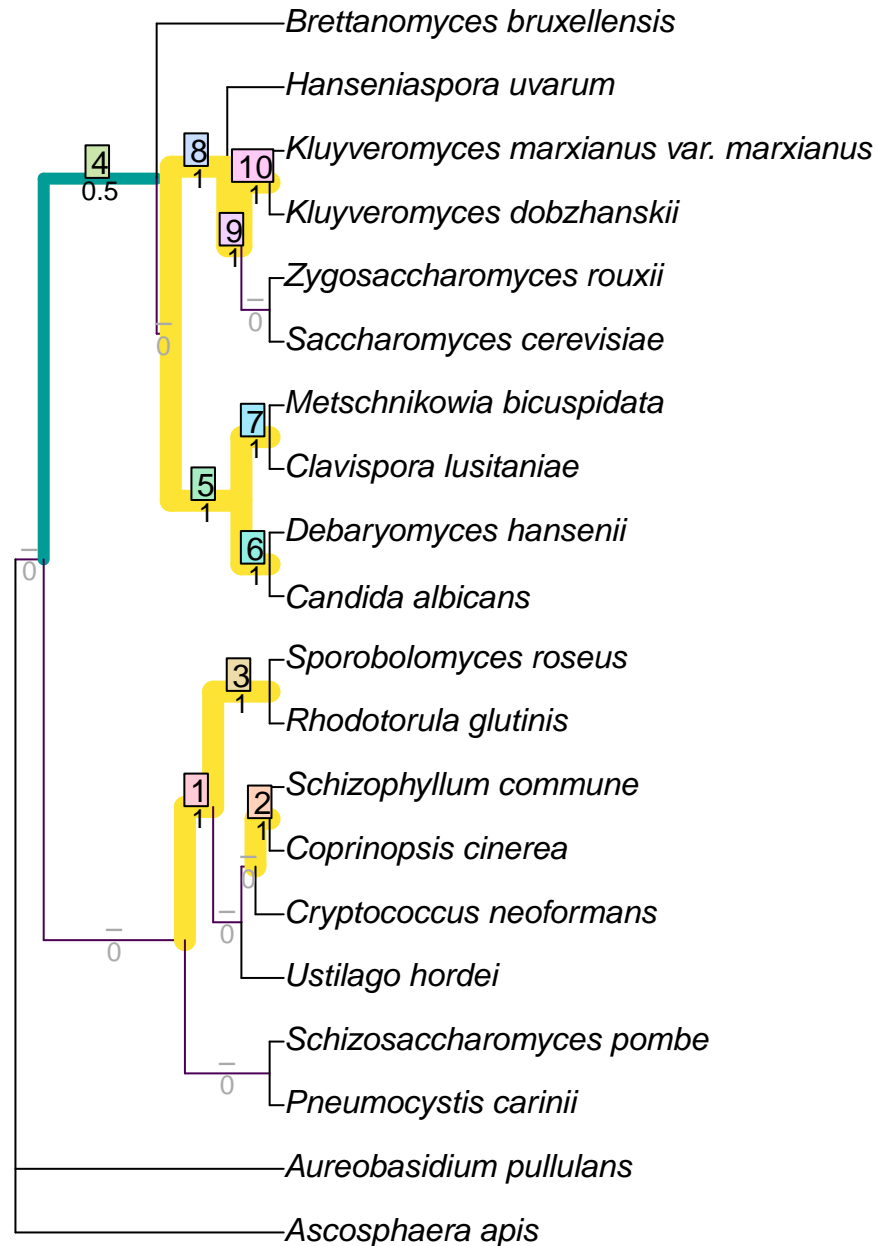 Brettanomyces bruxellensis
Hanseniaspora uvarum
8
Kluyveromyces marxianus var. marxianus
4
10
1
0.5
1
Kluyveromyces dobzhanskii
9
1
Zygosaccharomyces rouxii
–
0
–
0
Saccharomyces cerevisiae
Metschnikowia bicuspidata
7
1
Clavispora lusitaniae
5
1
Debaryomyces hansenii
6
–
0
1
Candida albicans
Sporobolomyces roseus
3
1
Rhodotorula glutinis
Schizophyllum commune
1
2
1
1
Coprinopsis cinerea
–
0
Cryptococcus neoformans
–
0
–
0
Ustilago hordei
Schizosaccharomyces pombe
–
0
Pneumocystis carinii
Aureobasidium pullulans
Ascosphaera apis